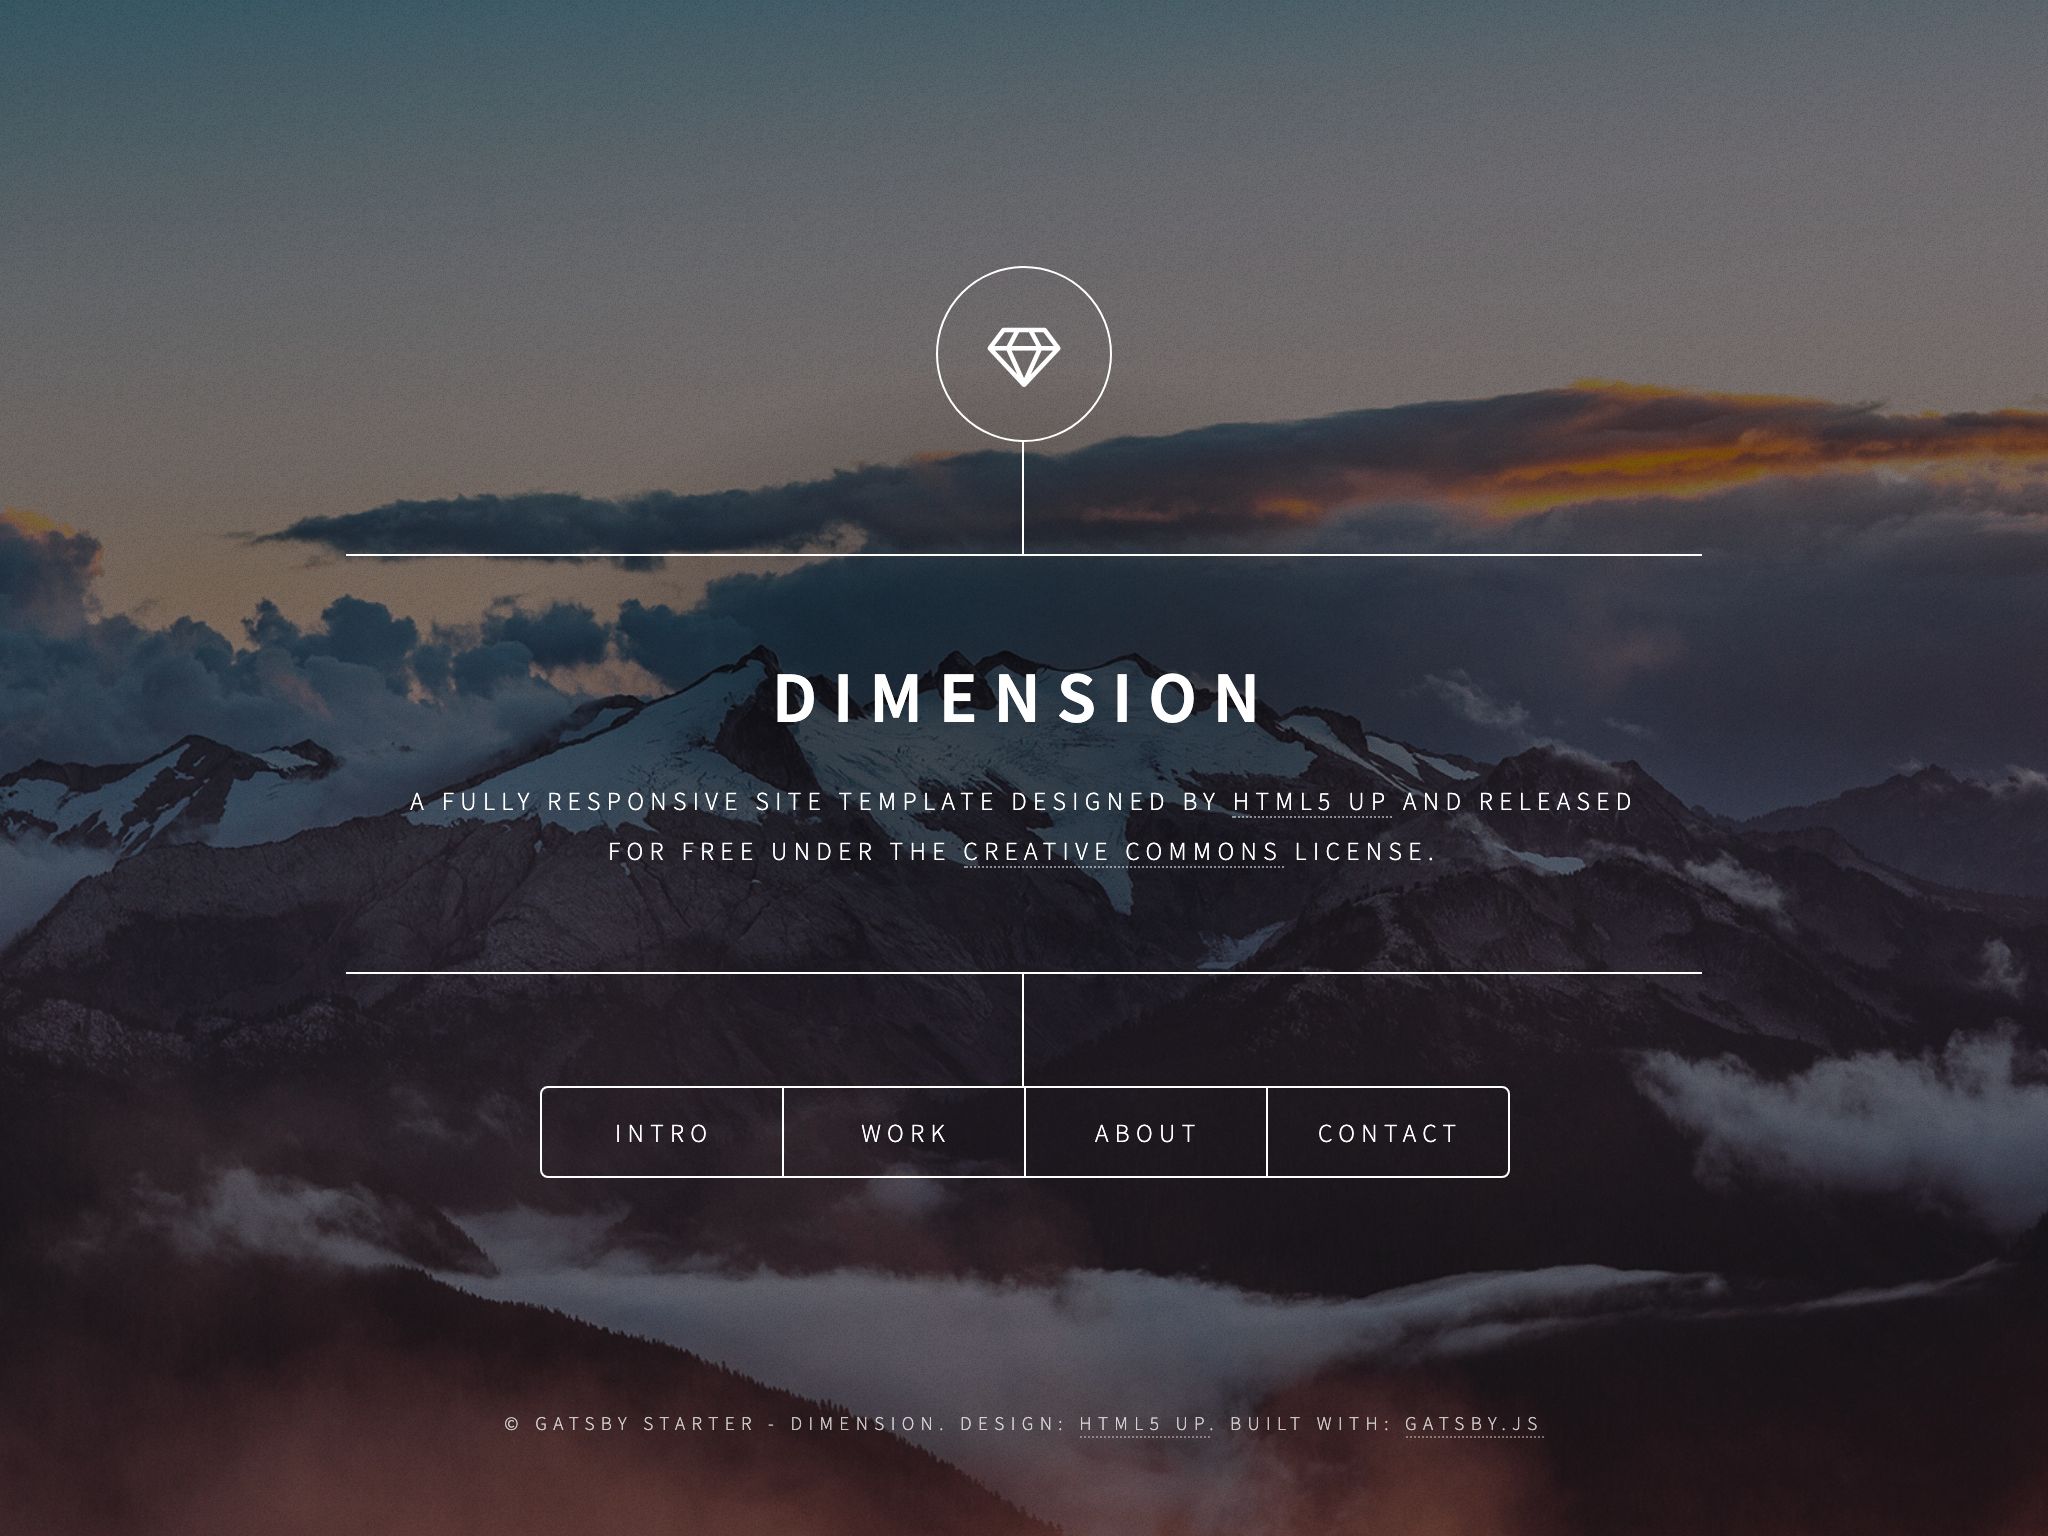 DIMENSION
A FULLY RESPONSIVE SITE TEMPLATE DESIGNED BY HTML5 UP AND RELEASED
FOR FREE UNDER THE CREATIVE COMMONS LICENSE.
INTRO WORK ABOUT CONTACT
© GATSBY STARTER - DIMENSION. DESIGN: HTML5 UP. BUILT WITH: GATSBY.JS